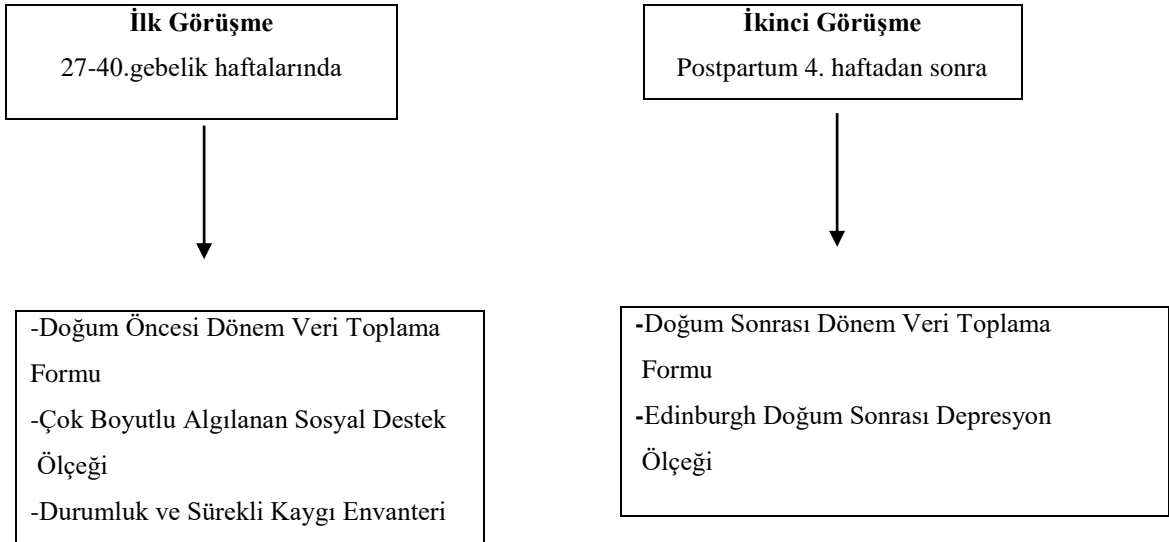 İlk Görüşme
27-40.gebelik haftalarında
İkinci Görüşme
Postpartum 4. haftadan sonra
-Doğum Öncesi Dönem Veri Toplama
Formu
-Çok Boyutlu Algılanan Sosyal Destek
Ölçeği
-Durumluk ve Sürekli Kaygı Envanteri
-Doğum Sonrası Dönem Veri Toplama
Formu
-Edinburgh Doğum Sonrası Depresyon
Ölçeği